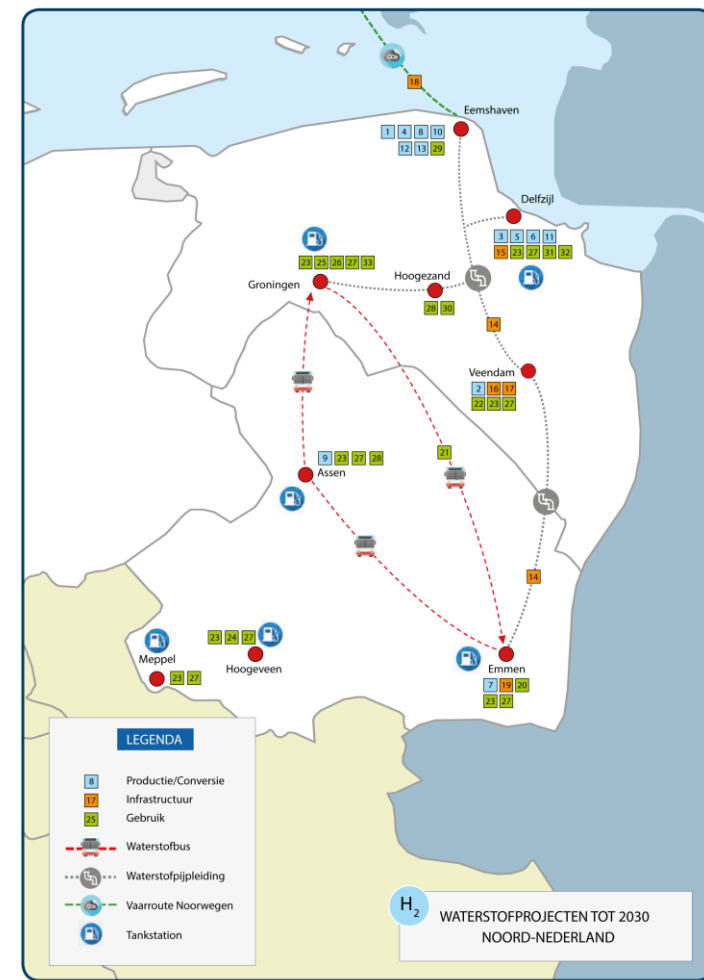 CO₂
18
Eemshaven
1 4 8 10
12 13 29
Delfzijl
3 5 6 11
15 23 27 31 32
23 25 26 27 33
Groningen
Hoogezand
28 30
14
Veendam
2 16 17
22 23 27
21
9 23 27 28
Assen
14
23 24 27
Meppel
Hoogeveen
23 27
Emmen
7 19 20
23 27
LEGENDA
8 Productie/Conversie
17 Infrastructuur
25 Gebruik
Waterstofbus
Waterstofpijpleiding
CO₂ Vaarroute Noorwegen
Tankstation
H₂
WATERSTOFPROJECTEN TOT 2030
NOORD-NEDERLAND